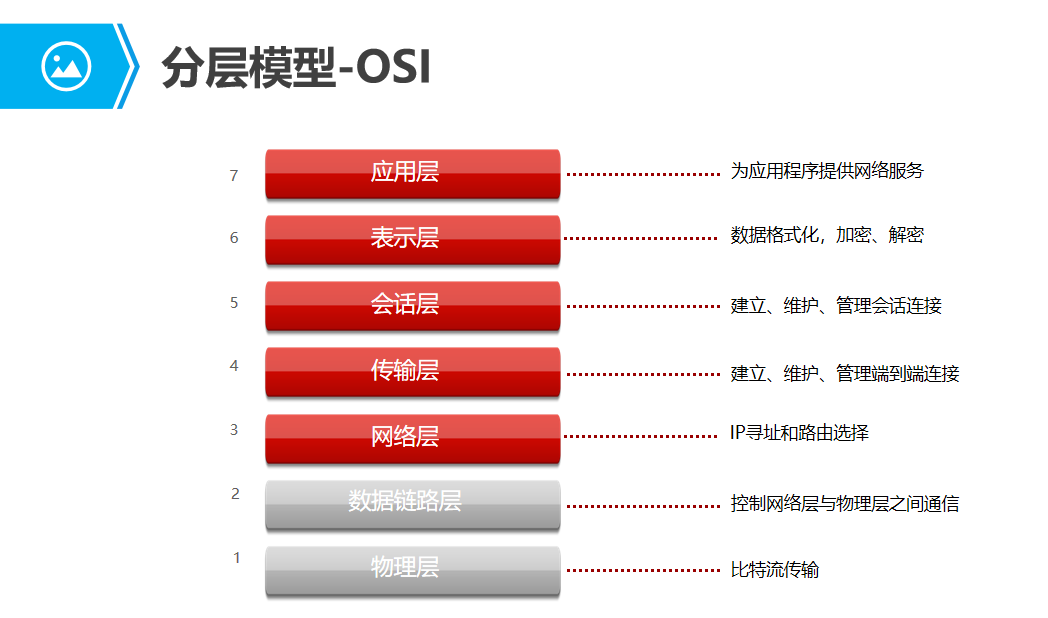 分层模型-OSI
7 应用层 为应用程序提供网络服务
6 表示层 数据格式化，加密、解密
5 会话层 建立、维护、管理会话连接
4 传输层 建立、维护、管理端到端连接
3 网络层 IP寻址和路由选择
2 数据链路层 控制网络层与物理层之间通信
1 物理层 比特流传输